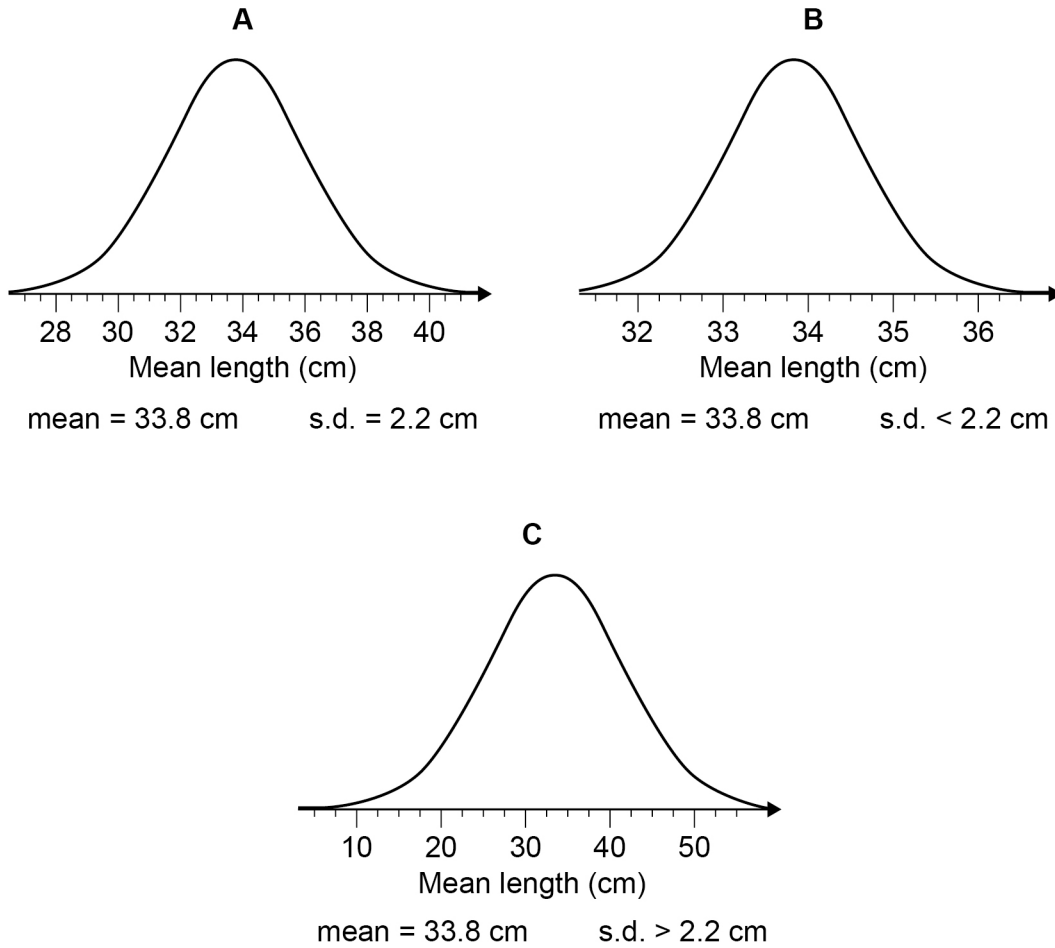 A
28 30 32 34 36 38 40
Mean length (cm)
mean = 33.8 cm s.d. = 2.2 cm
B
32 33 34 35 36
Mean length (cm)
mean = 33.8 cm s.d. < 2.2 cm
C
10 20 30 40 50
Mean length (cm)
mean = 33.8 cm s.d. > 2.2 cm